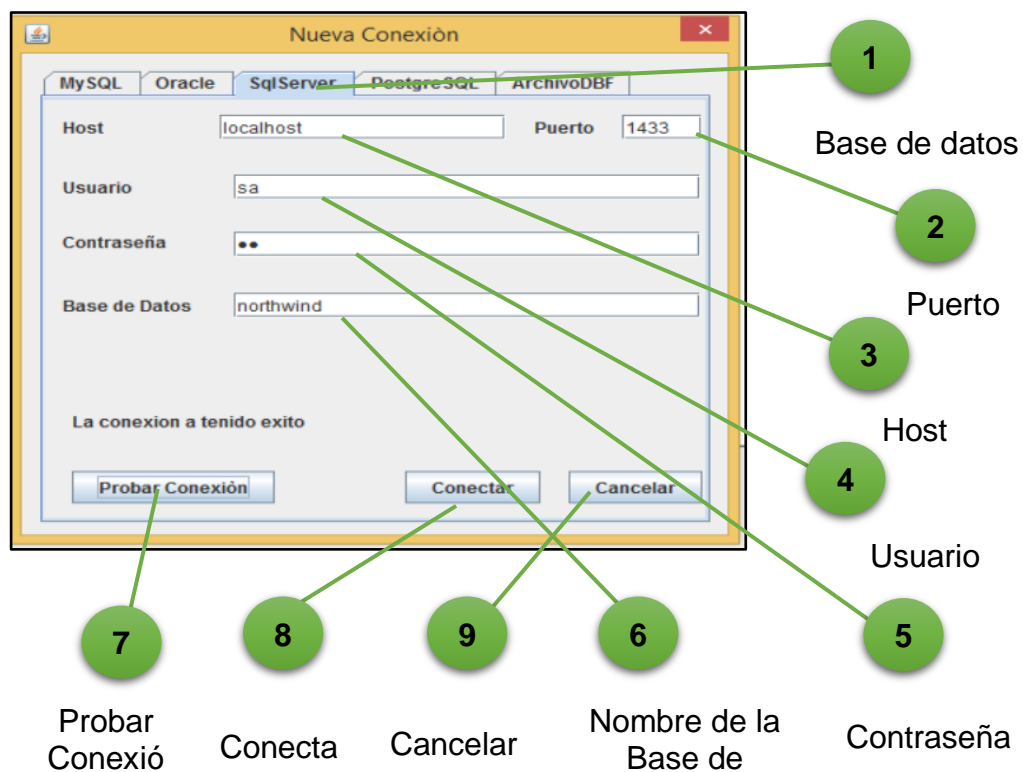 Nueva Conexiòn
MySQL Oracle SqlServer PostgreSQL ArchivoDBF
Host localhost Puerto 1433
Usuario sa
Contraseña ••
Base de Datos northwind
La conexion a tenido exito
Probar Conexiòn Conectar Cancelar
1
Base de datos
2
Puerto
3
Host
4
Usuario
5
Contraseña
6
Nombre de la
Base de
7
Probar
Conexió
8
Conecta
9
Cancelar